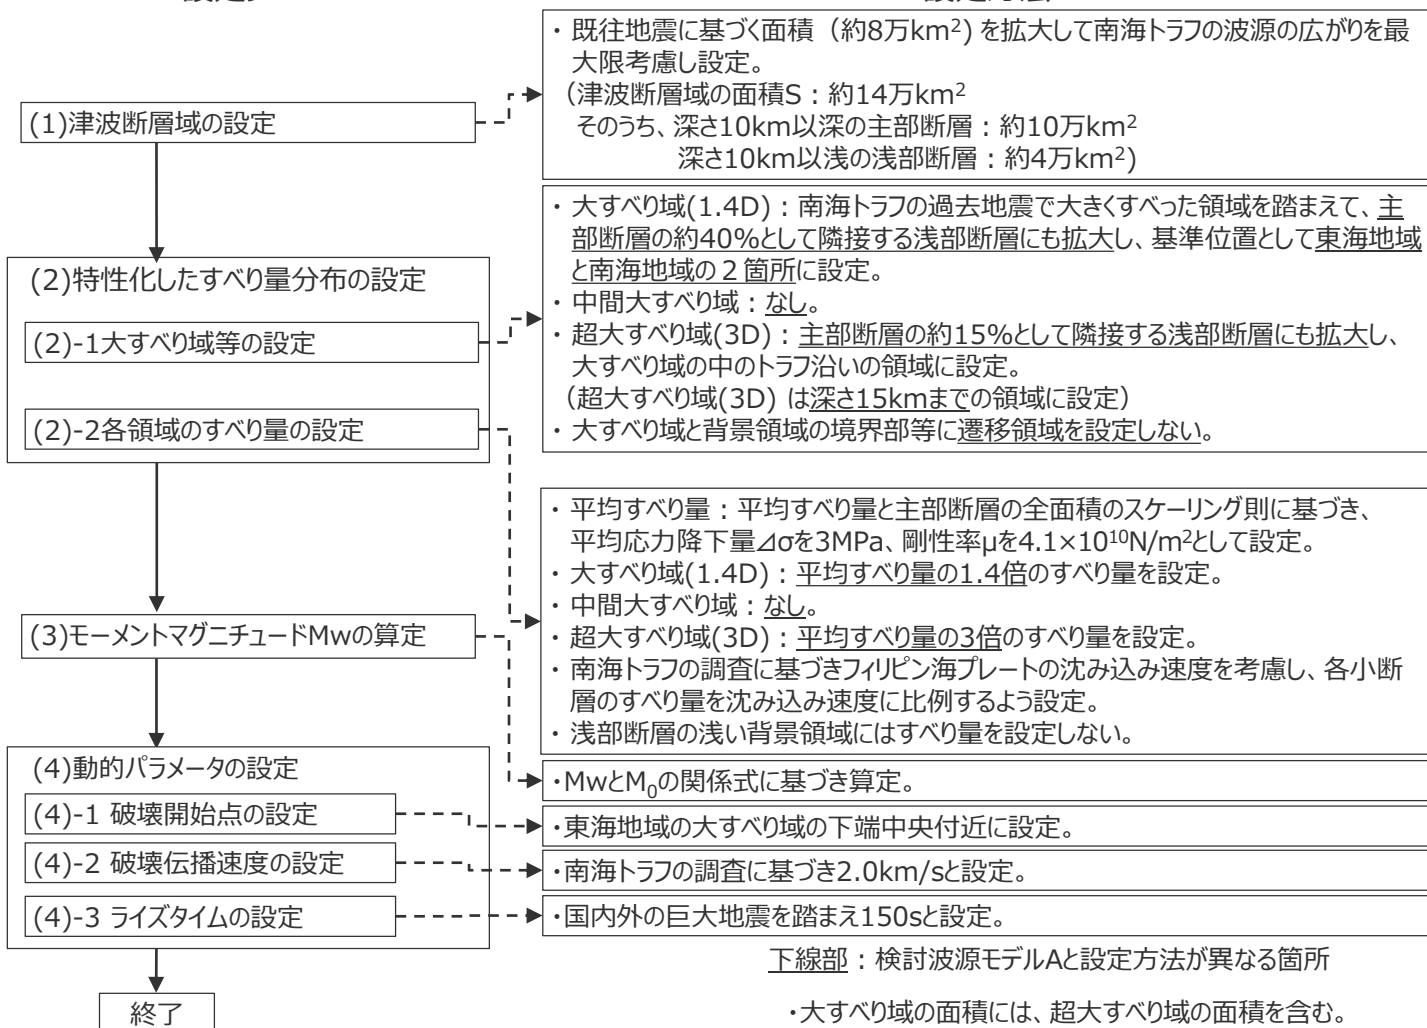 (1)津波断層域の設定
・ 既往地震に基づく面積（約8万km²) を拡大して南海トラフの波源の広がりを最
大限考慮し設定。
（津波断層域の面積S：約14万km²
そのうち、深さ10km以深の主部断層：約10万km²
深さ10km以浅の浅部断層：約4万km²)
(2)特性化したすべり量分布の設定
(2)-1大すべり域等の設定
・ 大すべり域(1.4D)：南海トラフの過去地震で大きくすべった領域を踏まえて、主
部断層の約40%として隣接する浅部断層にも拡大し、基準位置として東海地域
と南海地域の２箇所に設定。
・ 中間大すべり域：なし。
・ 超大すべり域(3D)：主部断層の約15%として隣接する浅部断層にも拡大し、
大すべり域の中のトラフ沿いの領域に設定。
（超大すべり域(3D) は深さ15kmまでの領域に設定）
・ 大すべり域と背景領域の境界部等に遷移領域を設定しない。
(2)-2各領域のすべり量の設定
・ 平均すべり量：平均すべり量と主部断層の全面積のスケーリング則に基づき、
平均応力降下量⊿σを3MPa、剛性率μを4.1×10¹⁰N/m²として設定。
・ 大すべり域(1.4D)：平均すべり量の1.4倍のすべり量を設定。
・ 中間大すべり域：なし。
・ 超大すべり域(3D)：平均すべり量の3倍のすべり量を設定。
・ 南海トラフの調査に基づきフィリピン海プレートの沈み込み速度を考慮し、各小断
層のすべり量を沈み込み速度に比例するよう設定。
・ 浅部断層の浅い背景領域にはすべり量を設定しない。
(3)モーメントマグニチュードMwの算定
・MwとM₀の関係式に基づき算定。
(4)動的パラメータの設定
(4)-1 破壊開始点の設定
・東海地域の大すべり域の下端中央付近に設定。
(4)-2 破壊伝播速度の設定
・南海トラフの調査に基づき2.0km/sと設定。
(4)-3 ライズタイムの設定
・国内外の巨大地震を踏まえ150sと設定。
終了
下線部：検討波源モデルAと設定方法が異なる箇所
・大すべり域の面積には、超大すべり域の面積を含む。